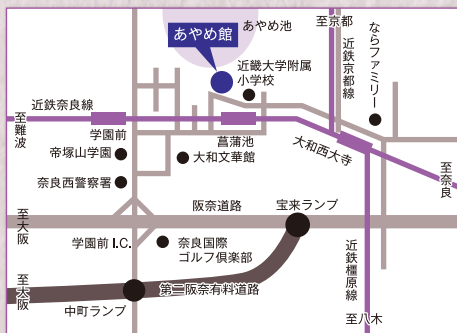 あやめ池
至京都
ならファミリー
あやめ館
近鉄京都線
近畿大学附属
小学校
近鉄奈良線
至難波
学園前
菖蒲池
大和西大寺
帝塚山学園
大和文華館
奈良西警察署
至奈良
至大阪
阪奈道路
宝来ランプ
学園前 I.C.
奈良国際
ゴルフ倶楽部
近鉄橿原線
至大阪
第二阪奈有料道路
中町ランプ
至八木